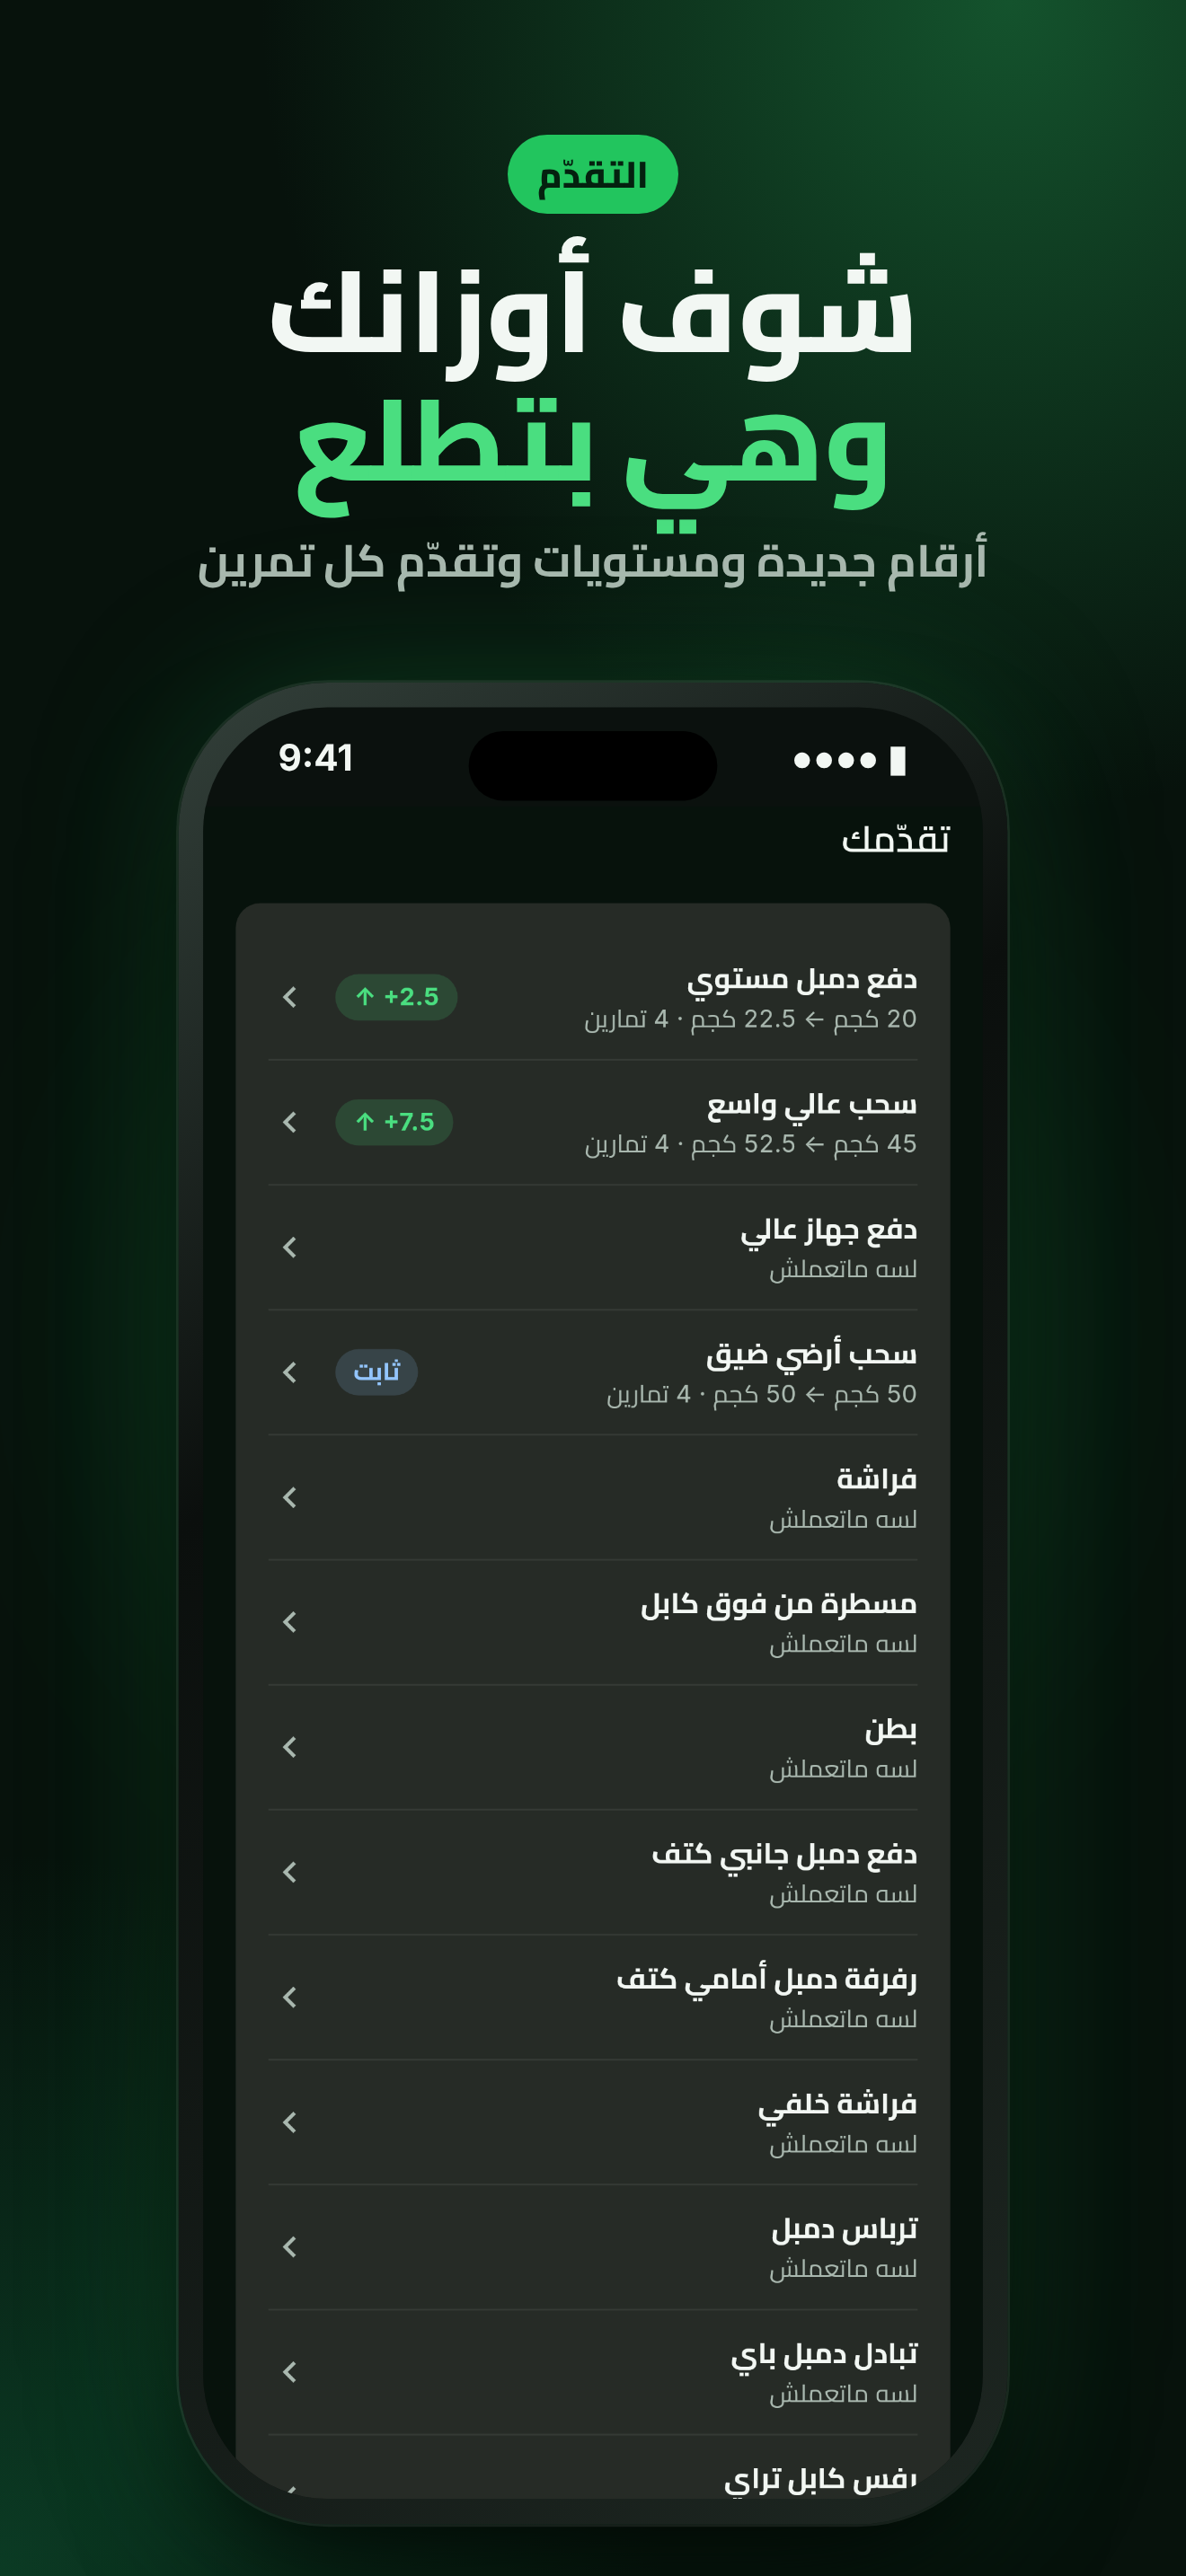 التقدّم
شوف أوزانك
وهي بتطلع
أرقام جديدة ومستويات وتقدّم كل تمرين
9:41
تقدّمك
دفع دمبل مستوي
20 كجم ← 22.5 كجم · 4 تمارين
↑ +2.5
سحب عالي واسع
45 كجم ← 52.5 كجم · 4 تمارين
↑ +7.5
دفع جهاز عالي
لسه ماتعملش
سحب أرضي ضيق
50 كجم ← 50 كجم · 4 تمارين
ثابت
فراشة
لسه ماتعملش
مسطرة من فوق كابل
لسه ماتعملش
بطن
لسه ماتعملش
دفع دمبل جانبي كتف
لسه ماتعملش
رفرفة دمبل أمامي كتف
لسه ماتعملش
فراشة خلفي
لسه ماتعملش
ترباس دمبل
لسه ماتعملش
تبادل دمبل باي
لسه ماتعملش
كابل تراي